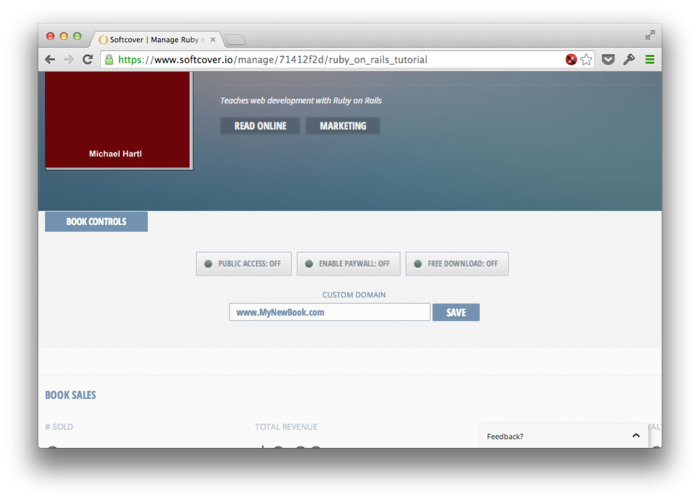 Softcover | Manage Ruby
https://www.softcover.io/manage/71412f2d/ruby_on_rails_tutorial
Michael Hartl
Teaches web development with Ruby on Rails
READ ONLINE MARKETING
BOOK CONTROLS
PUBLIC ACCESS: OFF ENABLE PAYWALL: OFF FREE DOWNLOAD: OFF
CUSTOM DOMAIN
www.MyNewBook.com SAVE
BOOK SALES
# SOLD TOTAL REVENUE
Feedback?